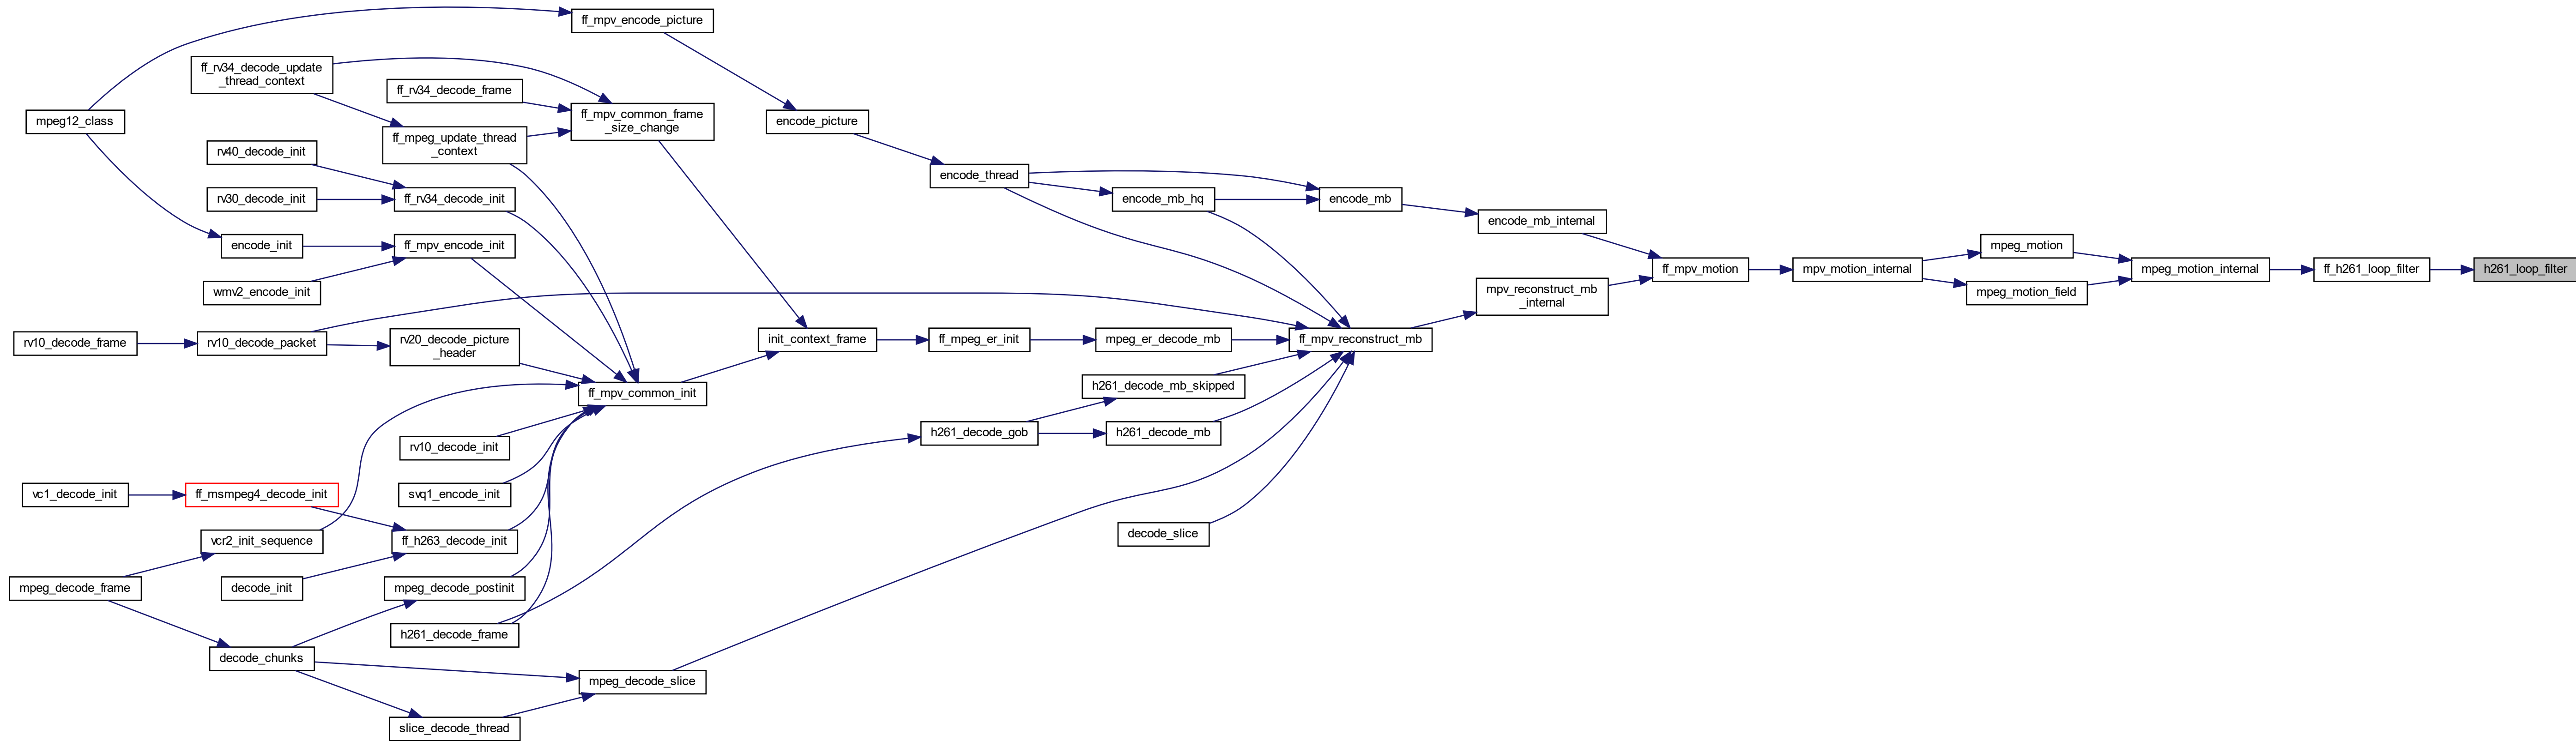 ff_mpv_encode_picture
ff_rv34_decode_update
_thread_context
ff_rv34_decode_frame
ff_mpv_common_frame
_size_change
mpeg12_class
encode_picture
ff_mpeg_update_thread
_context
rv40_decode_init
encode_thread
rv30_decode_init
ff_rv34_decode_init
encode_mb_hq
encode_mb
encode_mb_internal
encode_init
ff_mpv_encode_init
mpeg_motion
ff_mpv_motion
mpv_motion_internal
mpeg_motion_internal
ff_h261_loop_filter
h261_loop_filter
wmv2_encode_init
mpv_reconstruct_mb
_internal
mpeg_motion_field
rv10_decode_frame
rv10_decode_packet
rv20_decode_picture
_header
init_context_frame
ff_mpeg_er_init
mpeg_er_decode_mb
ff_mpv_reconstruct_mb
ff_mpv_common_init
h261_decode_mb_skipped
rv10_decode_init
h261_decode_gob
h261_decode_mb
vc1_decode_init
ff_msmpeg4_decode_init
svq1_encode_init
vcr2_init_sequence
ff_h263_decode_init
decode_slice
mpeg_decode_frame
decode_init
mpeg_decode_postinit
h261_decode_frame
decode_chunks
mpeg_decode_slice
slice_decode_thread